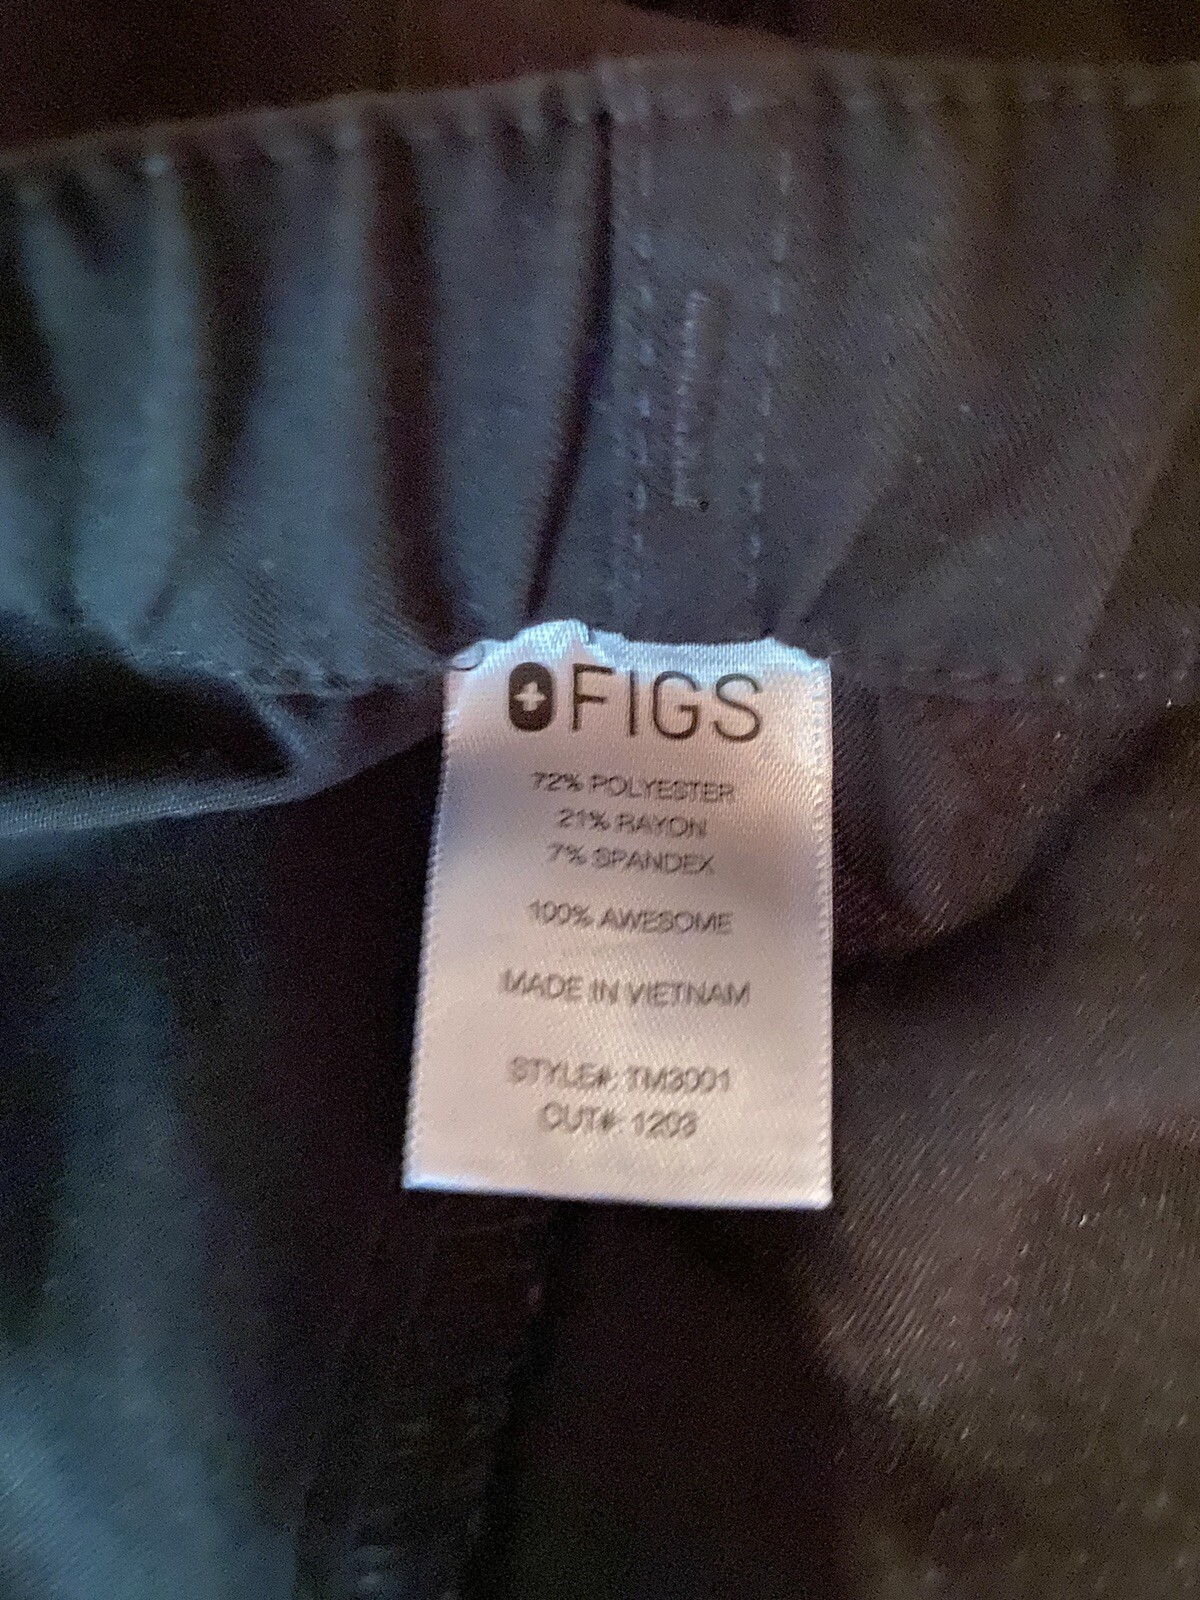 FIGS
72% POLYESTER
21% RAYON
7% SPANDEX
100% AWESOME
MADE IN VIETNAM
STYLE#: TM3001
CUT#: 1203